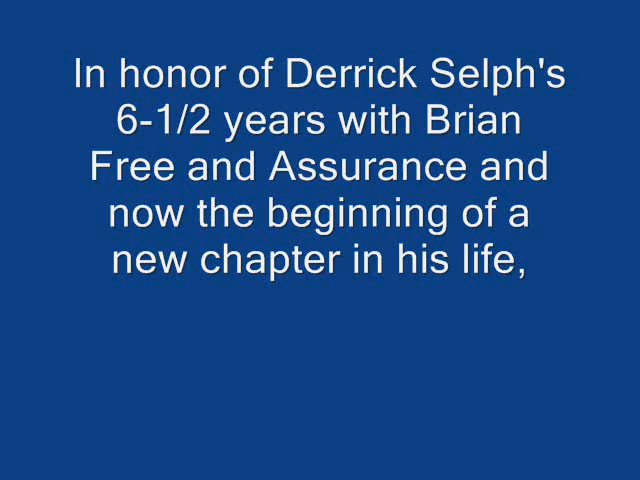 In honor of Derrick Selph's
6-1/2 years with Brian
Free and Assurance and
now the beginning of a
new chapter in his life,